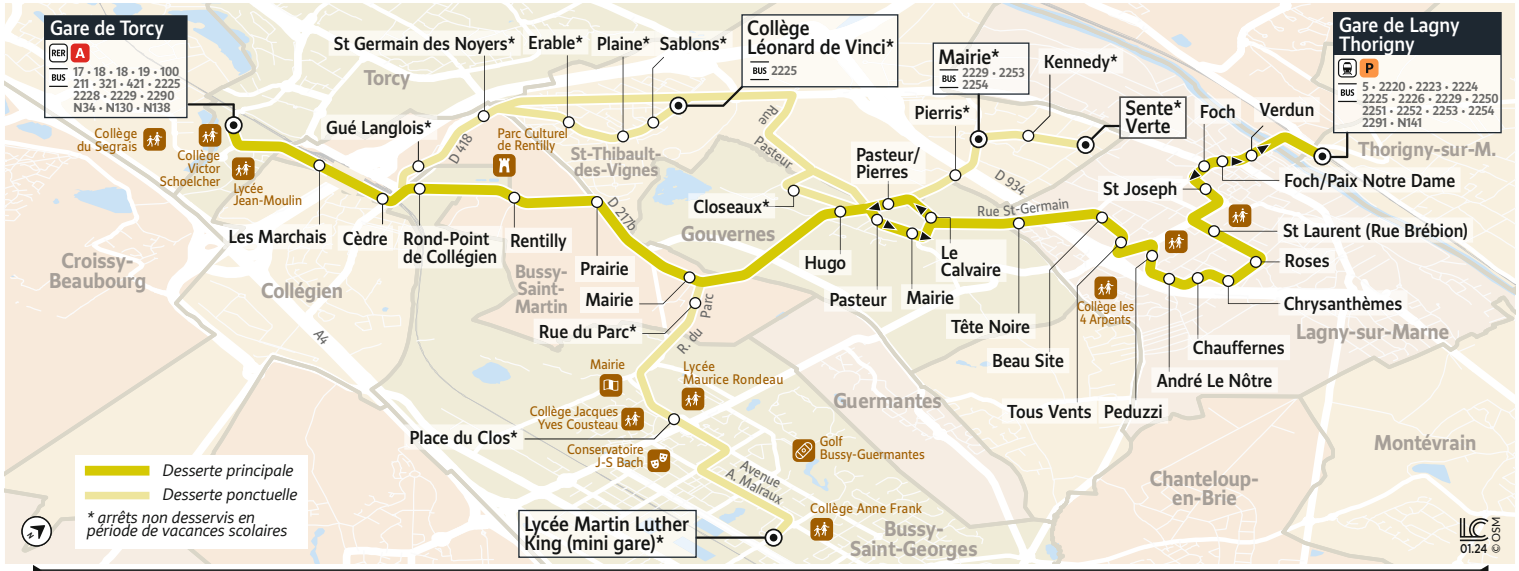 Gare de Torcy
RER A
BUS
17 • 18 • 18 • 19 • 100
211 • 321 • 421 • 2225
2228 • 2229 • 2290
N34 • N130 • N138
Collège
du Segrais
Collège
Victor
Schoelcher
Lycée
Jean-Moulin
Torcy
St Germain des Noyers*
Erable*
Plaine*
Sablons*
Collège
Léonard de Vinci*
BUS 2225
Gué Langlois*
D 418
Parc Culturel
de Rentilly
St-Thibault-
des-Vignes
Rue
Pasteur
Mairie*
BUS
2229 • 2253
2254
Kennedy*
Pierris*
Sente*
Verte
D 934
Gare de Lagny
Thorigny
P
BUS
5 • 2220 • 2223 • 2224
2225 • 2226 • 2229 • 2250
2251 • 2252 • 2253 • 2254
2291 • N141
Thorigny-sur-M.
Foch
Verdun
Foch/Paix Notre Dame
St Joseph
St Laurent (Rue Brébion)
Roses
Chrysanthèmes
Lagny-sur-Marne
Chauffernes
André Le Nôtre
Peduzzi
Tous Vents
Collège les
4 Arpents
Beau Site
Tête Noire
Rue St-Germain
Le
Calvaire
Mairie
Pasteur
Pasteur/
Pierres
Hugo
Closeaux*
Gouvernes
D 217b
Les Marchais
Cèdre
Rond-Point
de Collégien
Rentilly
Prairie
Mairie
Bussy-
Saint-
Martin
Croissy-
Beaubourg
Collégien
A4
Rue du Parc*
R. du
Parc
Mairie
Lycée
Maurice Rondeau
Collège Jacques
Yves Cousteau
Place du Clos*
Conservatoire
J-S Bach
Golf
Bussy-Guermantes
Guermantes
Avenue
A. Malraux
Collège Anne Frank
Lycée Martin Luther
King (mini gare)*
Bussy-
Saint-Georges
Chanteloup-
en-Brie
Montévrain
Desserte principale
Desserte ponctuelle
* arrêts non desservis en
période de vacances scolaires
LC
01.24
© OSM